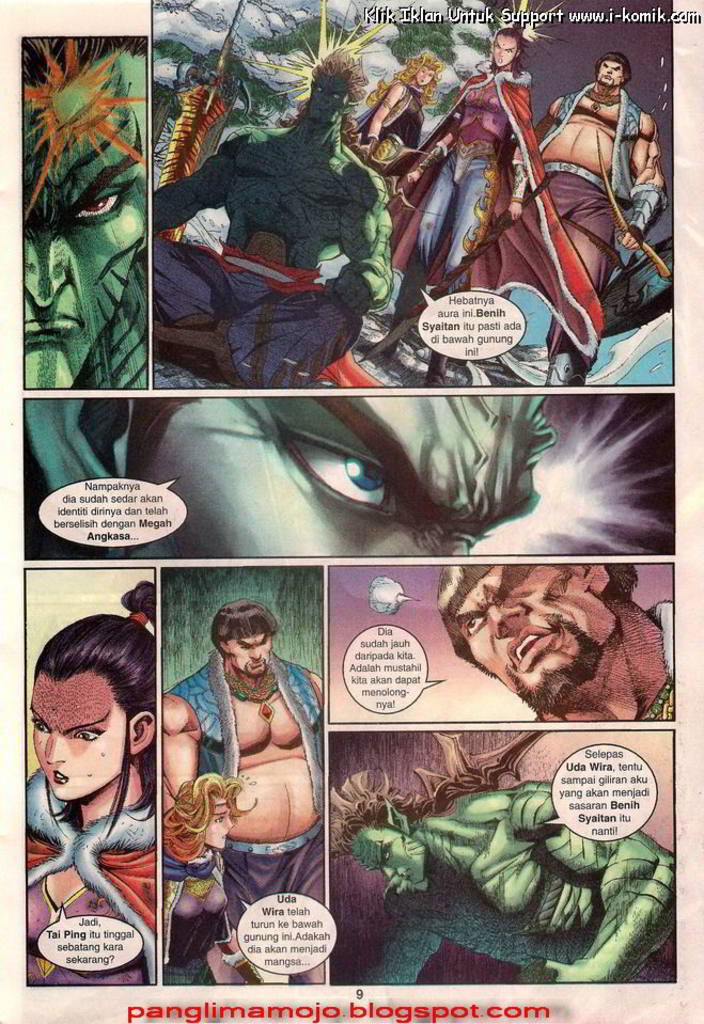 Klik Iklan Untuk Support www.i-komik.com
Hebatnya
aura ini.Benih
Syaitan itu pasti ada
di bawah gunung
ini!
Nampaknya
dia sudah sedar akan
identiti dirinya dan telah
berselisih dengan Megah
Angkasa...
Jadi,
Tai Ping itu tinggal
sebatang kara
sekarang?
Uda
Wira telah
turun ke bawah
gunung ini.Adakah
dia akan menjadi
mangsa...
Dia
sudah jauh
daripada kita.
Adalah mustahil
kita akan dapat
menolong-
nya!
Selepas
Uda Wira, tentu
sampai giliran aku
yang akan menjadi
sasaran Benih
Syaitan itu
nanti!
9
panglimamojo.blogspot.com